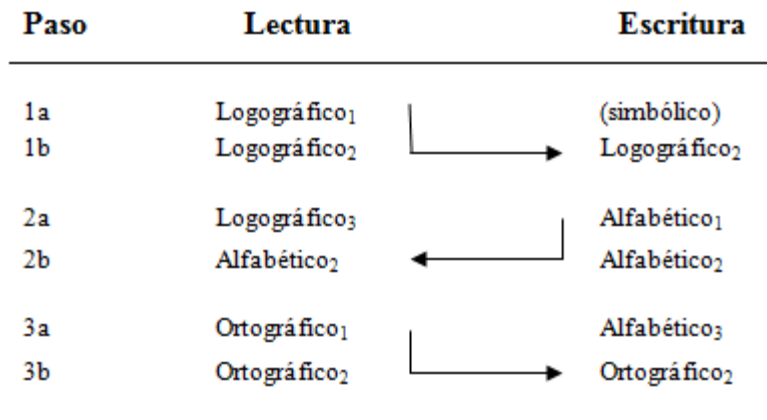 Paso Lectura Escritura
1a Logográfico₁ (simbólico)
1b Logográfico₂ Logográfico₂
2a Logográfico₃ Alfabético₁
2b Alfabético₂ Alfabético₂
3a Ortográfico₁ Alfabético₃
3b Ortográfico₂ Ortográfico₂